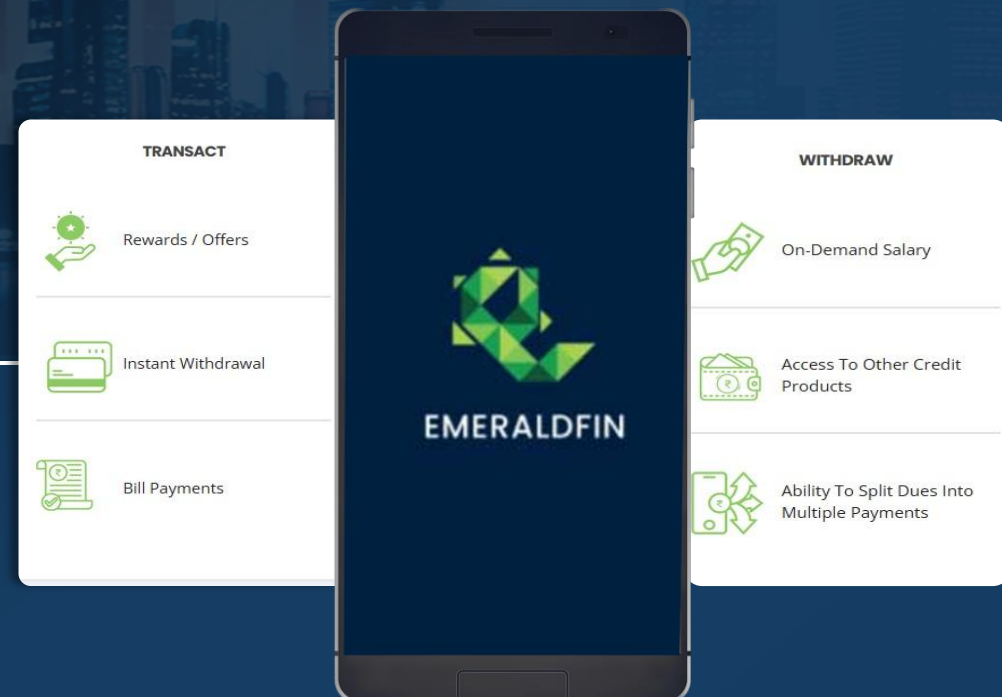 TRANSACT
Rewards / Offers
Instant Withdrawal
Bill Payments
EMERALDFIN
WITHDRAW
On-Demand Salary
Access To Other Credit
Products
Ability To Split Dues Into
Multiple Payments